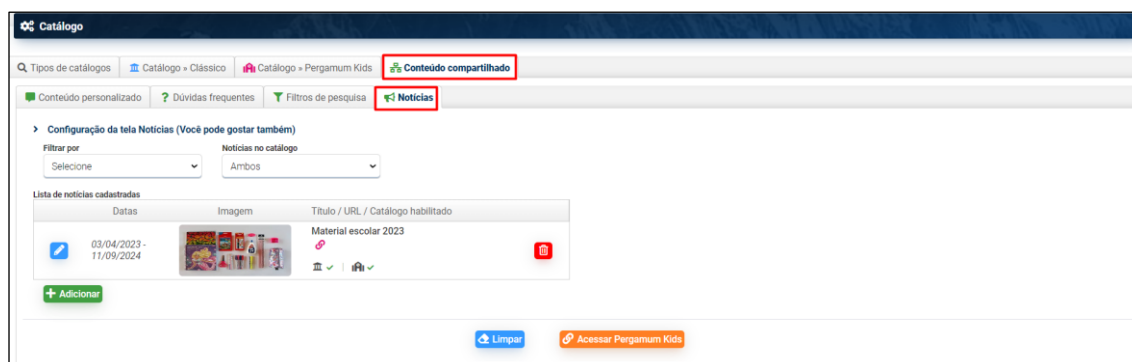 Catálogo
Tipos de catálogos Catálogo » Clássico Catálogo » Pergamum Kids Conteúdo compartilhado
Conteúdo personalizado Dúvidas frequentes Filtros de pesquisa Notícias
Configuração da tela Notícias (Você pode gostar também)
Filtrar por Notícias no catálogo
Selecione Ambos
Lista de notícias cadastradas
Datas Imagem Título / URL / Catálogo habilitado
Material escolar 2023
03/04/2023 -
11/09/2024
+ Adicionar
Limpar Acessar Pergamum Kids